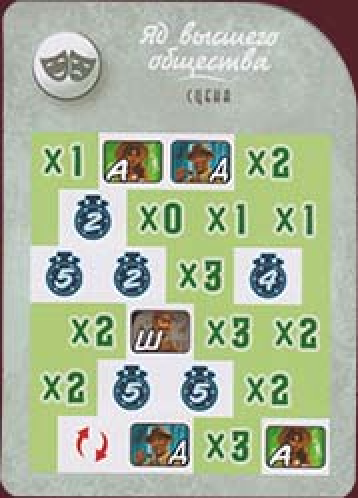 Яд высшего
общества
СЦЕНА
X1 А. Д X2
2 X0 X1 X1
5 2 X3 4
X2 Ш X3 X2
X2 5 5 X2
Д X3 А.